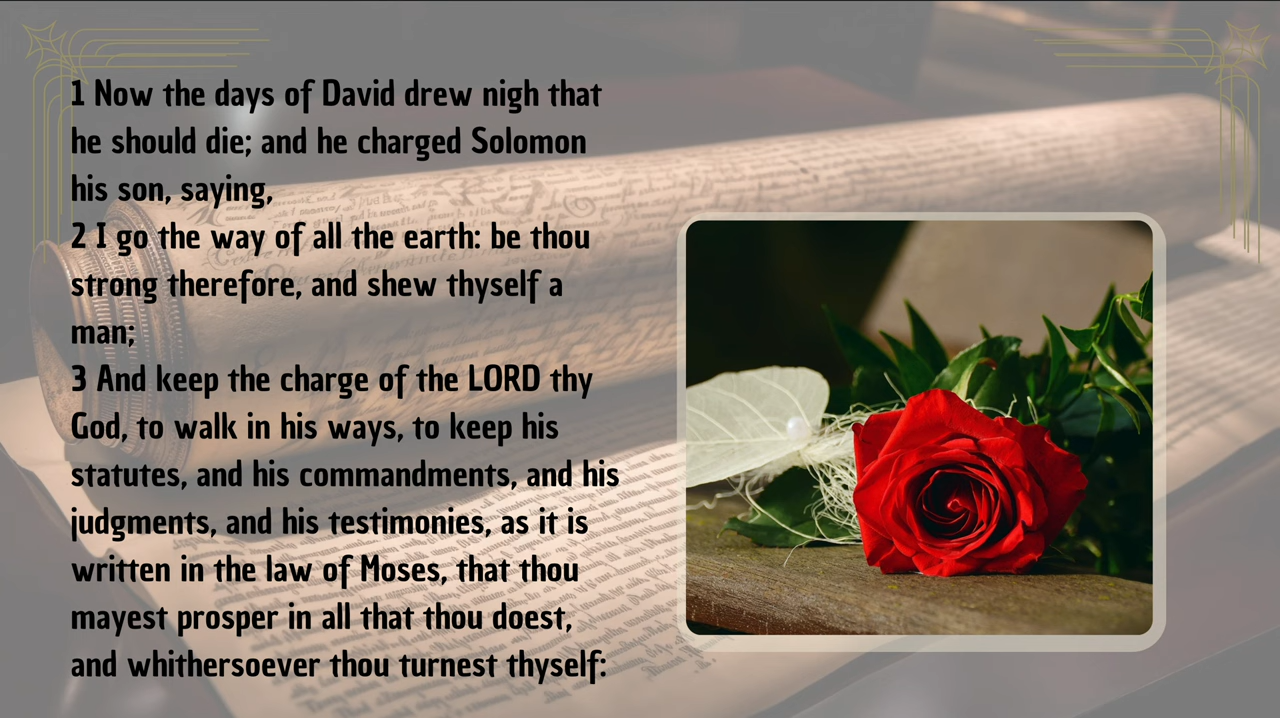 1 Now the days of David drew nigh that
he should die; and he charged Solomon
his son, saying,
2 I go the way of all the earth: be thou
strong therefore, and shew thyself a
man;
3 And keep the charge of the LORD thy
God, to walk in his ways, to keep his
statutes, and his commandments, and his
judgments, and his testimonies, as it is
written in the law of Moses, that thou
mayest prosper in all that thou doest,
and whithersoever thou turnest thyself: